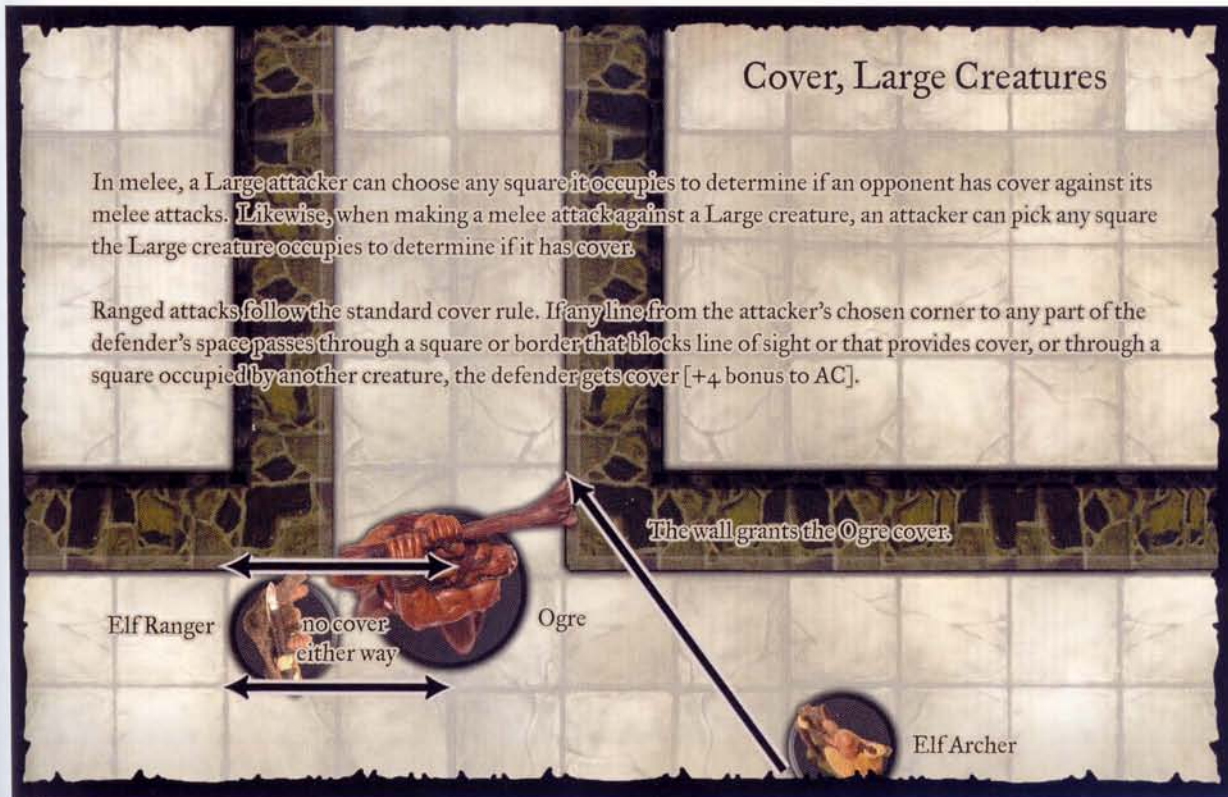 Cover, Large Creatures
In melee, a Large attacker can choose any square it occupies to determine if an opponent has cover against its
melee attacks. Likewise, when making a melee attack against a Large creature, an attacker can pick any square
the Large creature occupies to determine if it has cover.
Ranged attacks follow the standard cover rule. If any line from the attacker's chosen corner to any part of the
defender's space passes through a square or border that blocks line of sight or that provides cover, or through a
square occupied by another creature, the defender gets cover [+4 bonus to AC].
The wall grants the Ogre cover.
Elf Ranger
no cover
either way
Ogre
Elf Archer